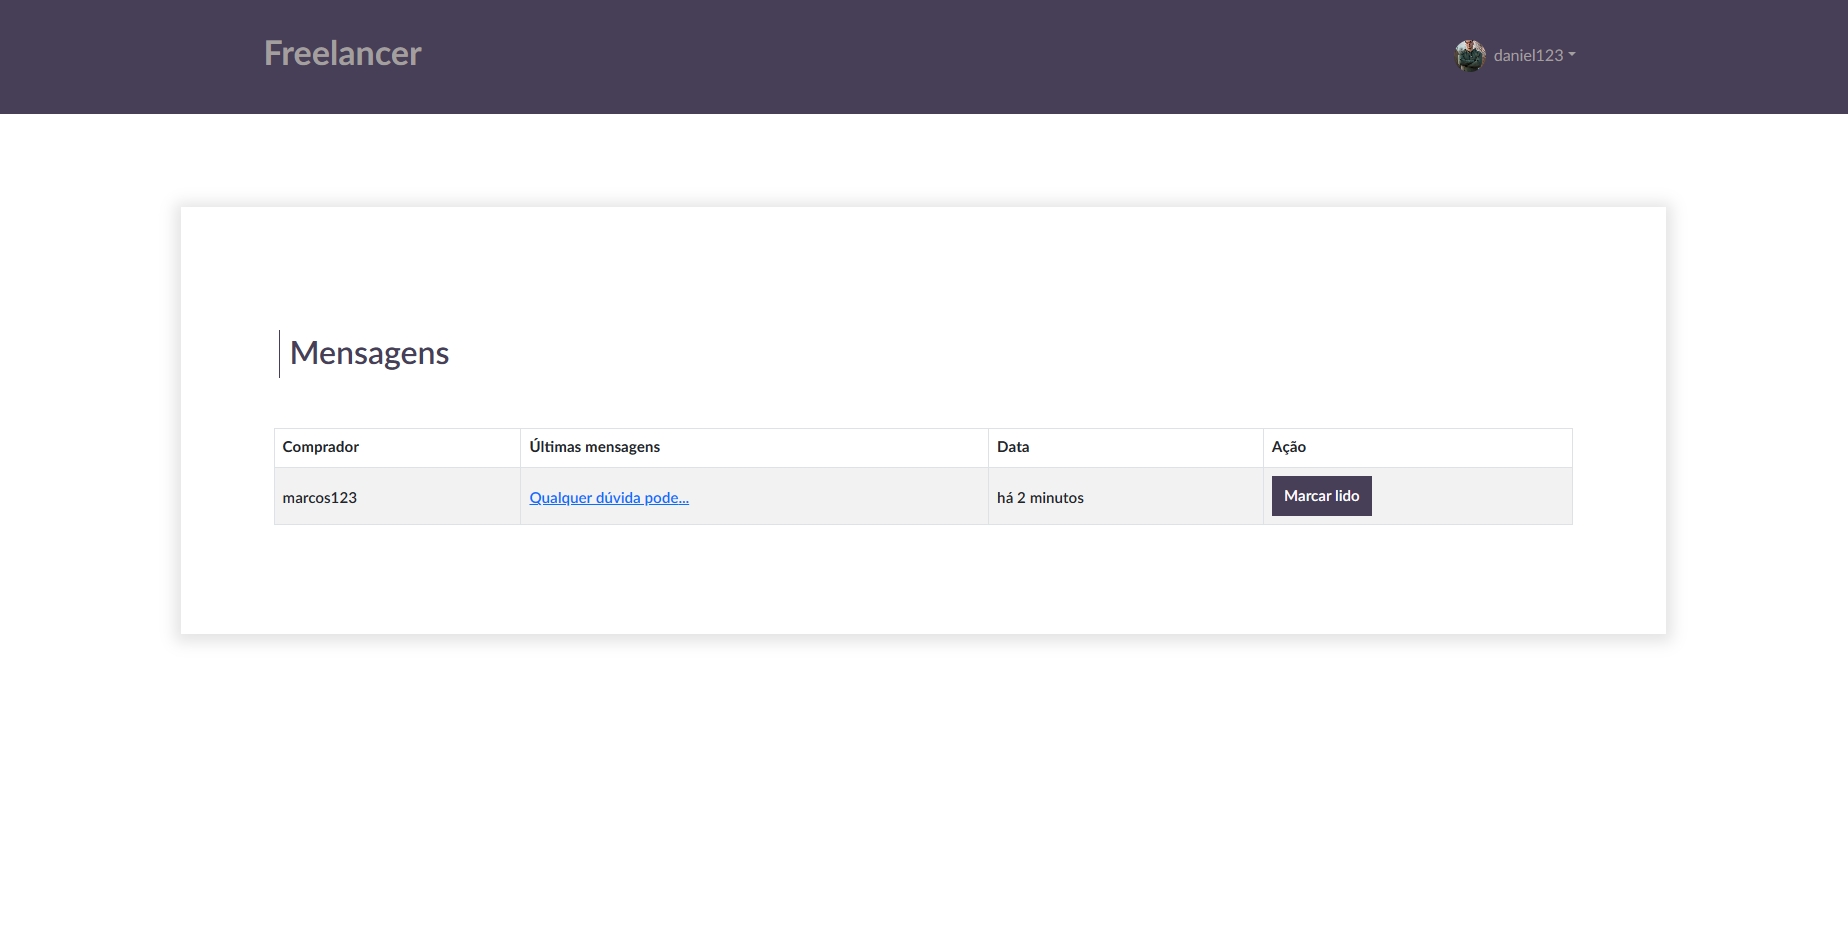 Freelancer
daniel123
Mensagens
Comprador Últimas mensagens Data Ação
marcos123 Qualquer dúvida pode... há 2 minutos Marcar lido